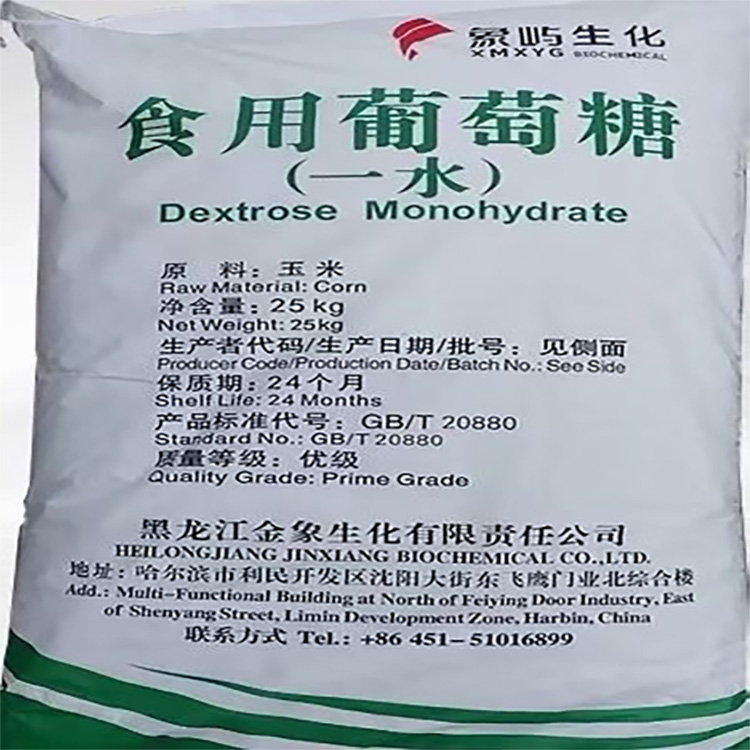 象屿生化
XMXYG BIOCHEMICAL
食用葡萄糖
(一水)
Dextrose Monohydrate
原 料：玉米
Raw Material: Corn
净含量：25 kg
Net Weight: 25kg
生产者代码/生产日期/批号：见侧面
Producer Code/Production Date/Batch No.: See Side
保质期：24个月
Shelf Life: 24 Months
产品标准代号：GB/T 20880
Standard No.: GB/T 20880
质量等级：优级
Quality Grade: Prime Grade
黑龙江金象生化有限责任公司
HEILONGJIANG JINXIANG BIOCHEMICAL CO.,LTD.
地址：哈尔滨市利民开发区沈阳大街东飞鹰门业北综合楼
Add.: Multi-Functional Building at North of Feiying Door Industry, East
of Shenyang Street, Limin Development Zone, Harbin, China
联系方式 Tel.: +86 451-51016899